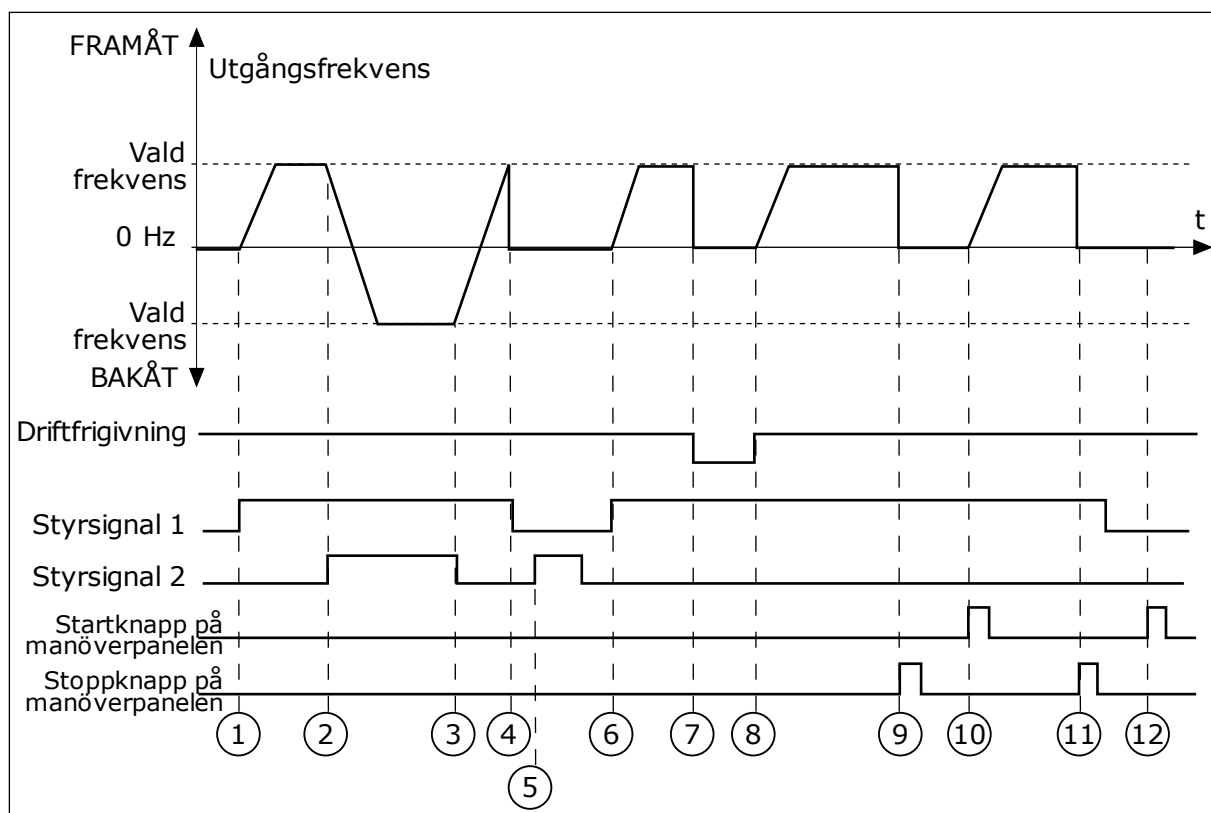 FRAMÅT
Utgångsfrekvens
Vald
frekvens
0 Hz
t
Vald
frekvens
BAKÅT
Driftfrigivning
Styrsignal 1
Styrsignal 2
Startknapp på
manöverpanelen
Stoppknapp på
manöverpanelen
1 2 3 4 6 7 8 9 10 11 12
5